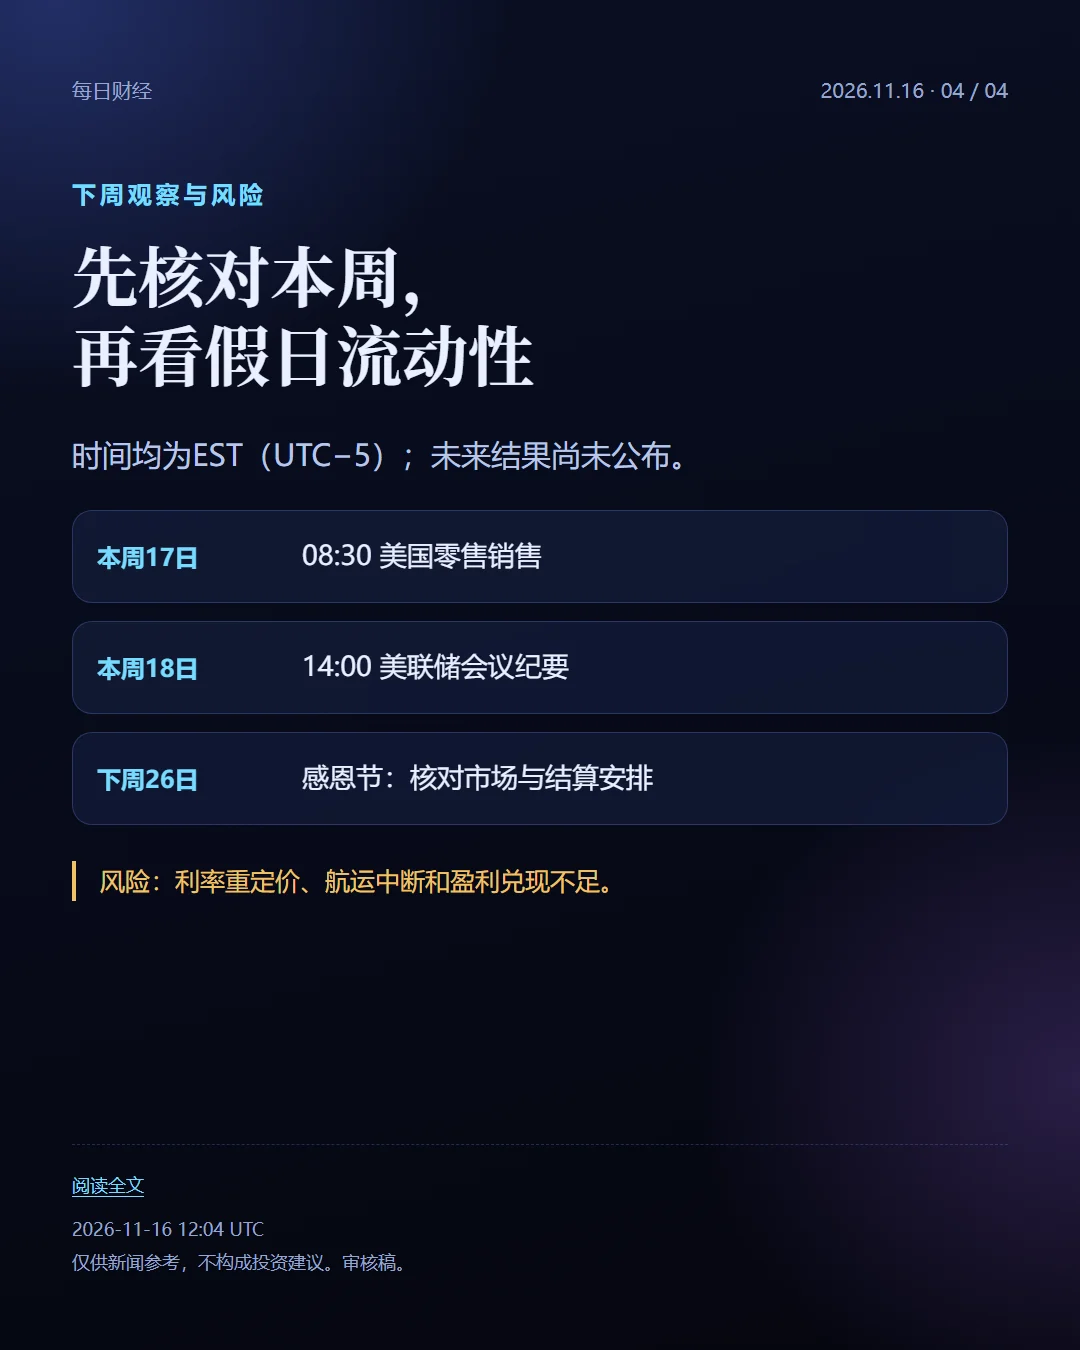 每日财经
2026.11.16 · 04 / 04
下周观察与风险
先核对本周，
再看假日流动性
时间均为EST（UTC−5）；未来结果尚未公布。
本周17日
08:30 美国零售销售
本周18日
14:00 美联储会议纪要
下周26日
感恩节：核对市场与结算安排
风险：利率重定价、航运中断和盈利兑现不足。
阅读全文
2026-11-16 12:04 UTC
仅供新闻参考，不构成投资建议。审核稿。